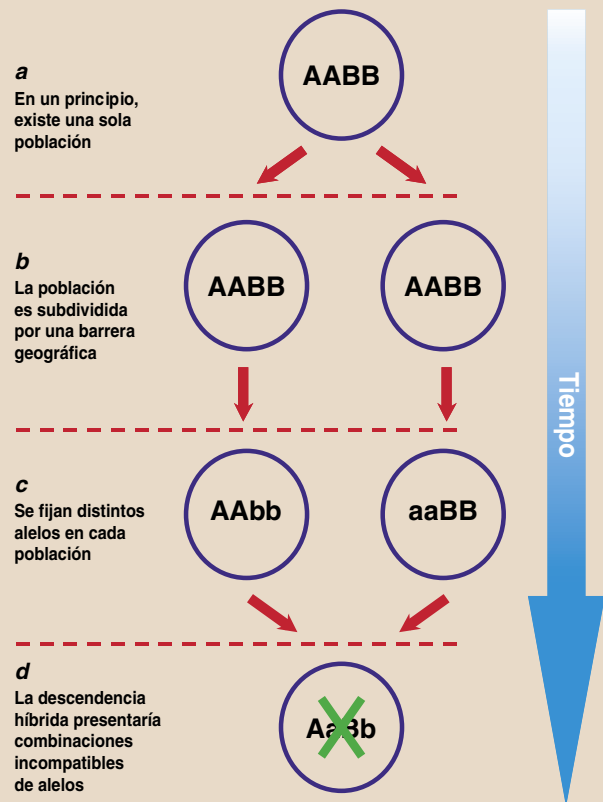 a
En un principio,
existe una sola
población
AABB
b
La población
es subdividida
por una barrera
geográfica
AABB
AABB
Tiempo
c
Se fijan distintos
alelos en cada
población
AAbb
aaBB
d
La descendencia
híbrida presentaría
combinaciones
incompatibles
de alelos
AaBb